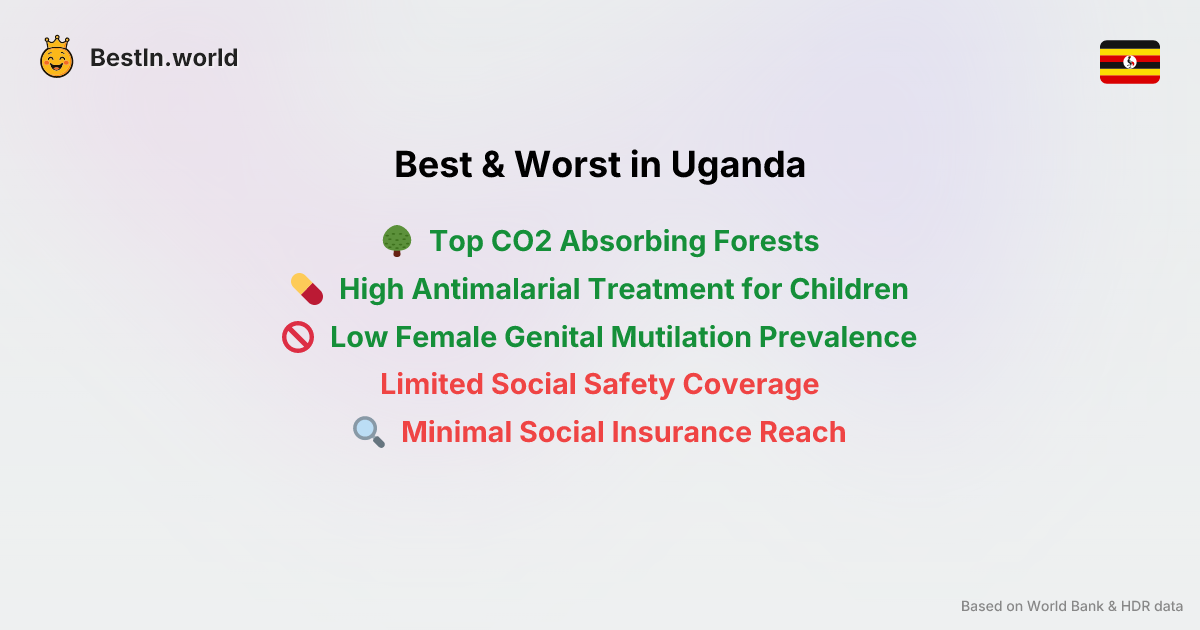 BestIn.world
Best & Worst in Uganda
Top CO2 Absorbing Forests
High Antimalarial Treatment for Children
Low Female Genital Mutilation Prevalence
Limited Social Safety Coverage
Minimal Social Insurance Reach
Based on World Bank & HDR data